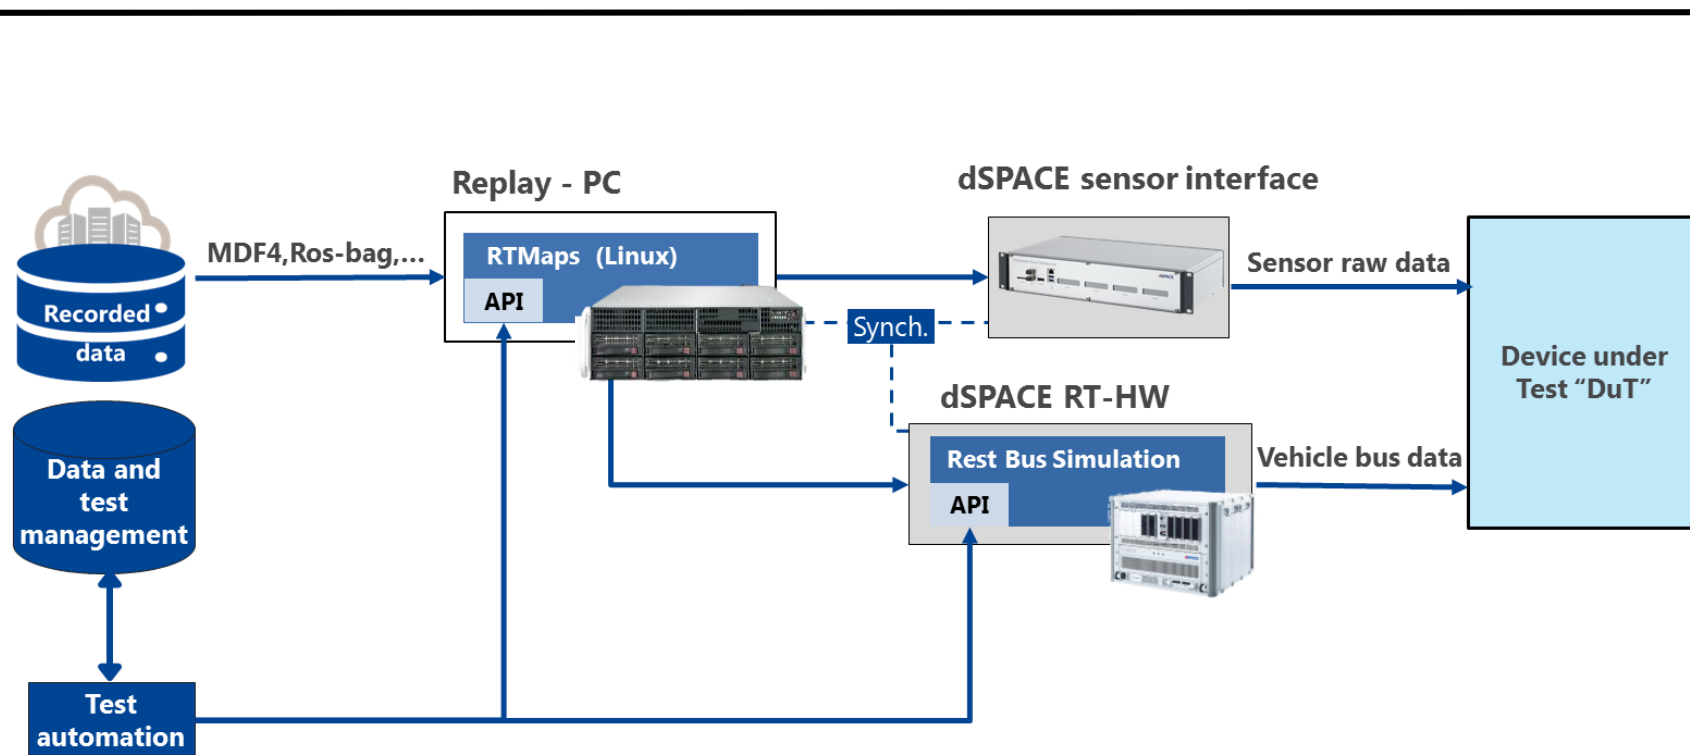 Replay - PC
dSPACE sensor interface
MDF4,Ros-bag,...
RTMaps (Linux)
API
Sensor raw data
Recorded
data
Synch.
Device under
Test “DuT”
dSPACE RT-HW
Data and
test
management
Rest Bus Simulation
API
Vehicle bus data
Test
automation